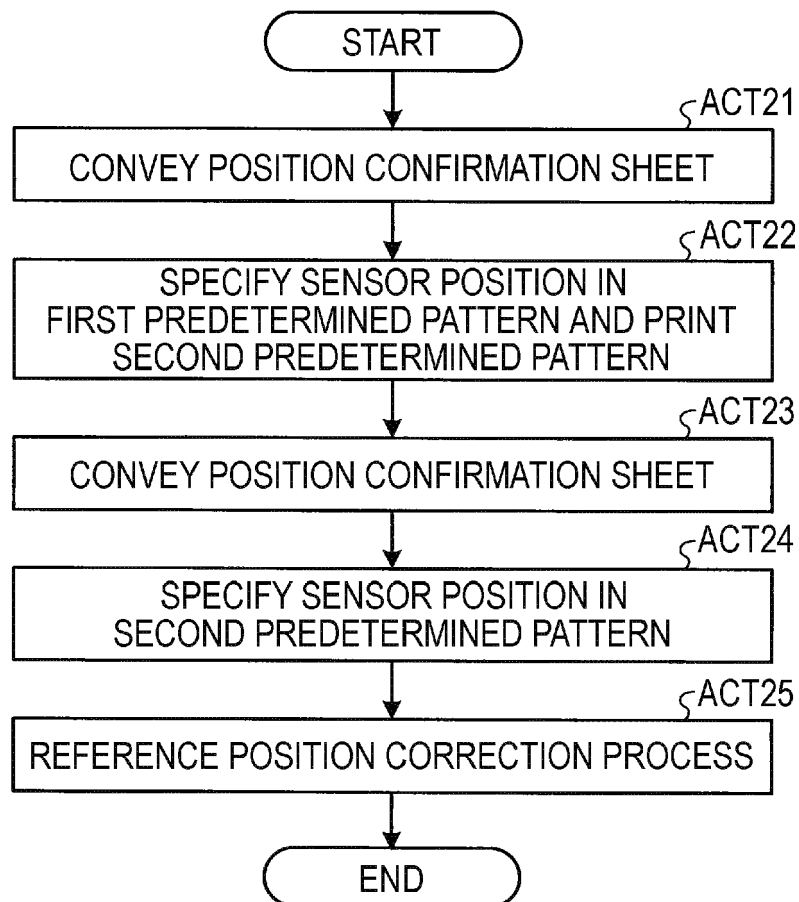 START
ACT21
CONVEY POSITION CONFIRMATION SHEET
ACT22
SPECIFY SENSOR POSITION IN
FIRST PREDETERMINED PATTERN AND PRINT
SECOND PREDETERMINED PATTERN
ACT23
CONVEY POSITION CONFIRMATION SHEET
ACT24
SPECIFY SENSOR POSITION IN
SECOND PREDETERMINED PATTERN
ACT25
REFERENCE POSITION CORRECTION PROCESS
END